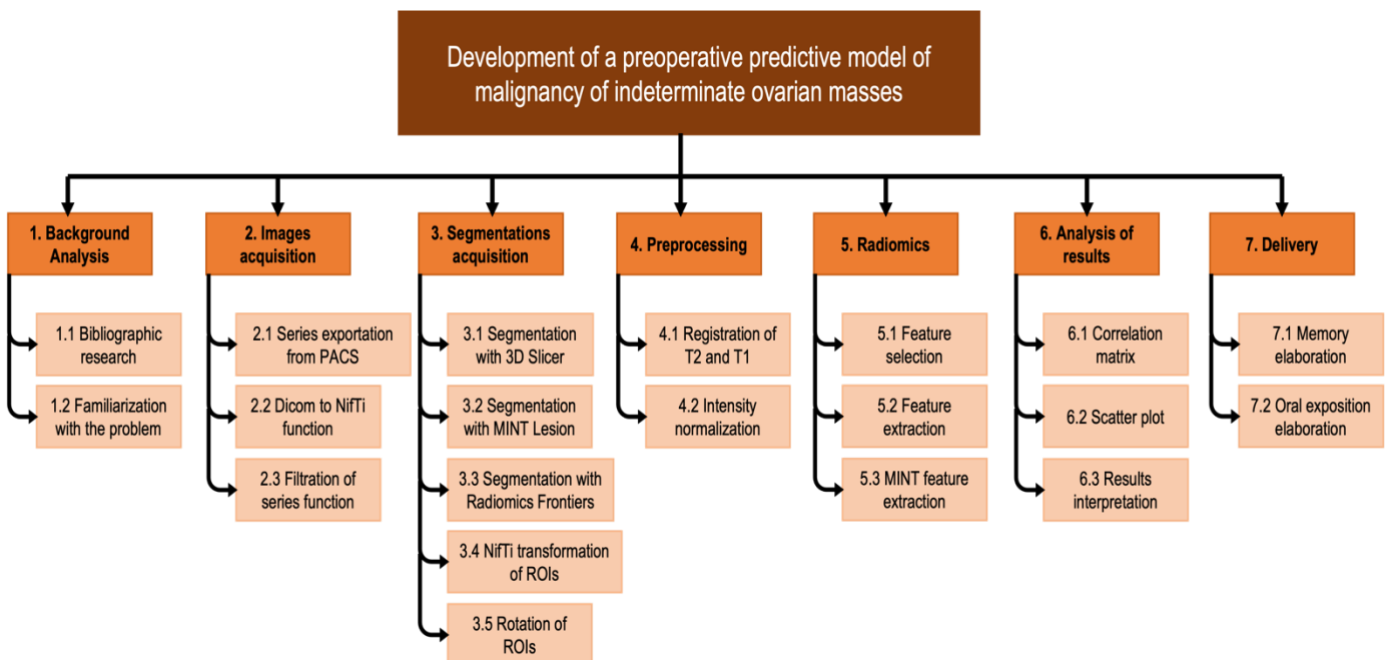 Development of a preoperative predictive model of
malignancy of indeterminate ovarian masses
1. Background
Analysis
1.1 Bibliographic
research
1.2 Familiarization
with the problem
2. Images
acquisition
2.1 Series exportation
from PACS
2.2 Dicom to NifTi
function
2.3 Filtration of
series function
3. Segmentations
acquisition
3.1 Segmentation
with 3D Slicer
3.2 Segmentation
with MINT Lesion
3.3 Segmentation with
Radiomics Frontiers
3.4 NifTi transformation
of ROIs
3.5 Rotation of
ROIs
4. Preprocessing
4.1 Registration of
T2 and T1
4.2 Intensity
normalization
5. Radiomics
5.1 Feature
selection
5.2 Feature
extraction
5.3 MINT feature
extraction
6. Analysis of
results
6.1 Correlation
matrix
6.2 Scatter plot
6.3 Results
interpretation
7. Delivery
7.1 Memory
elaboration
7.2 Oral exposition
elaboration